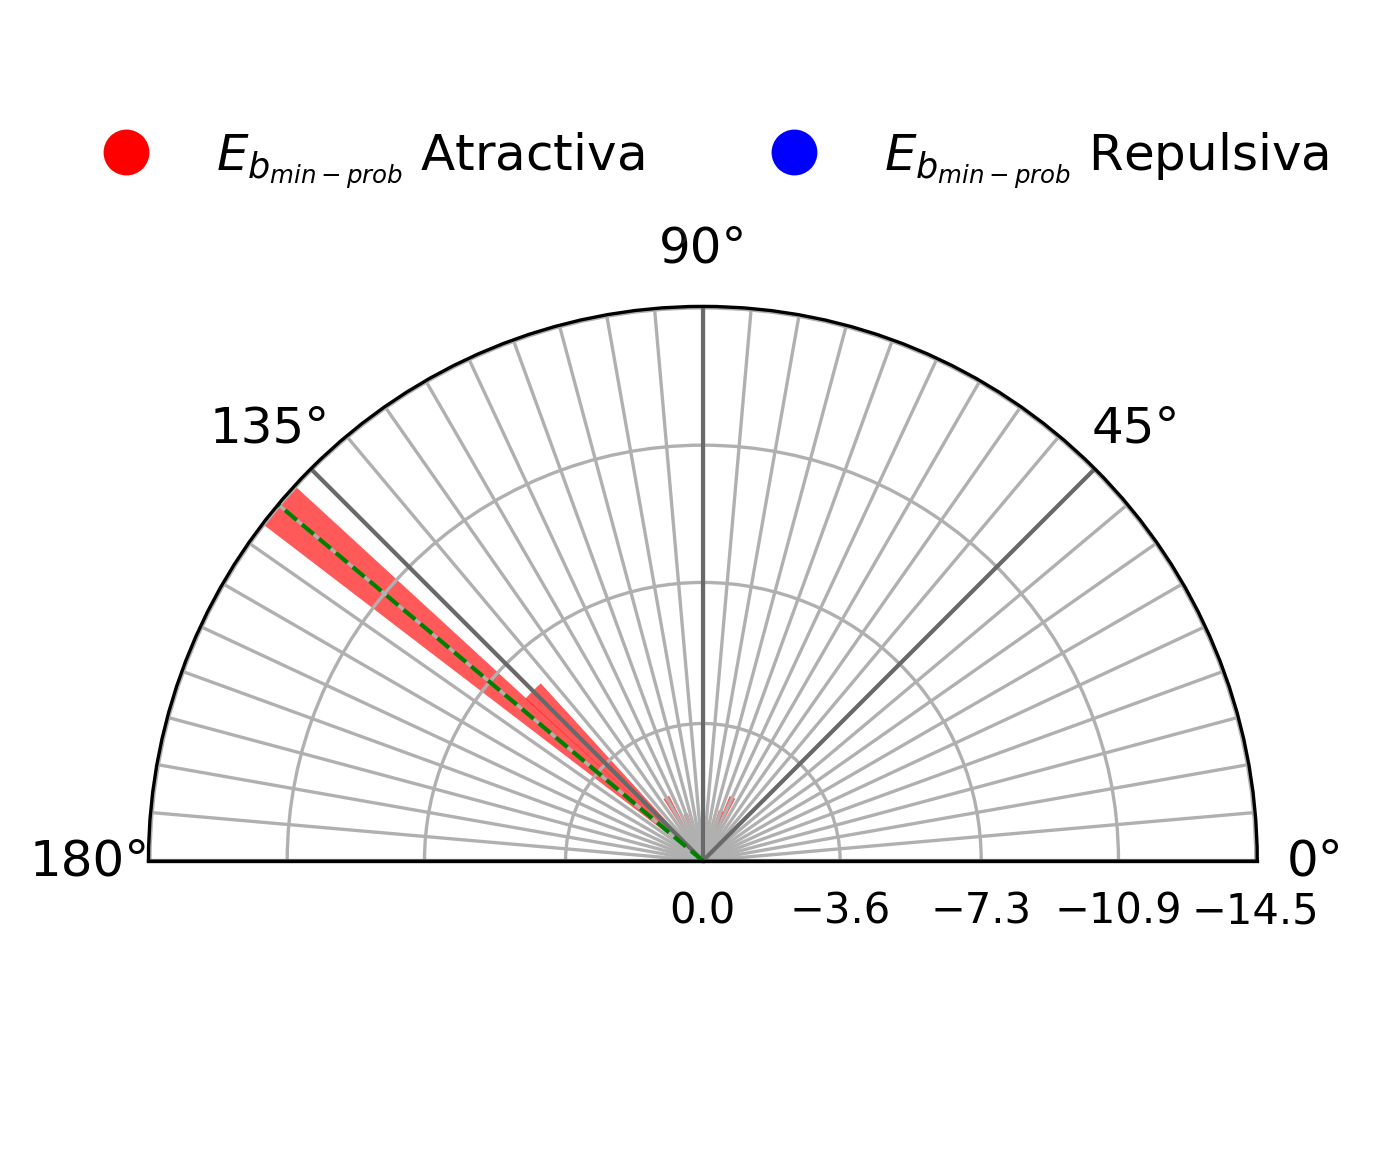 E_{b_{min−prob}} Atractiva E_{b_{min−prob}} Repulsiva
90°
135° 45°
180° 0°
0.0 −3.6 −7.3 −10.9 −14.5